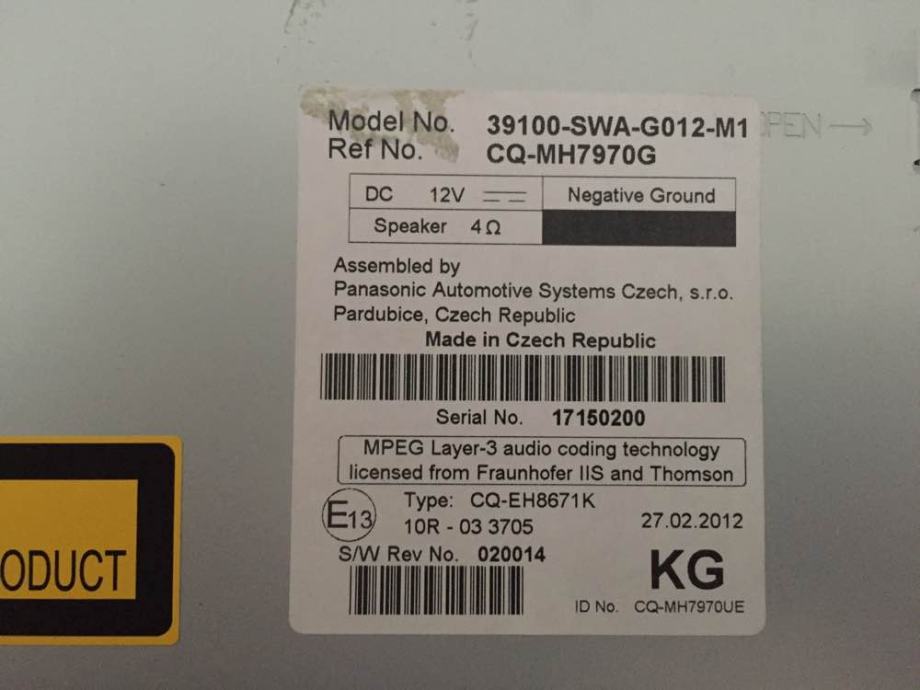 Model No. 39100-SWA-G012-M1
OPEN
Ref No. CQ-MH7970G
DC 12V Negative Ground
Speaker 4Ω
Assembled by
Panasonic Automotive Systems Czech, s.r.o.
Pardubice, Czech Republic
Made in Czech Republic
Serial No. 17150200
MPEG Layer-3 audio coding technology
licensed from Fraunhofer IIS and Thomson
E13
Type: CQ-EH8671K
10R - 03 3705
27.02.2012
S/W Rev No. 020014
KG
ID No. CQ-MH7970UE
ODUCT